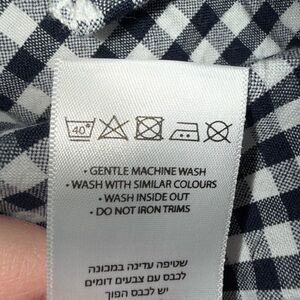 40°
• GENTLE MACHINE WASH
• WASH WITH SIMILAR COLOURS
• WASH INSIDE OUT
• DO NOT IRON TRIMS
שטיפה עדינה במכונה
לכבס עם צבעים דומים
יש לכבס הפוך